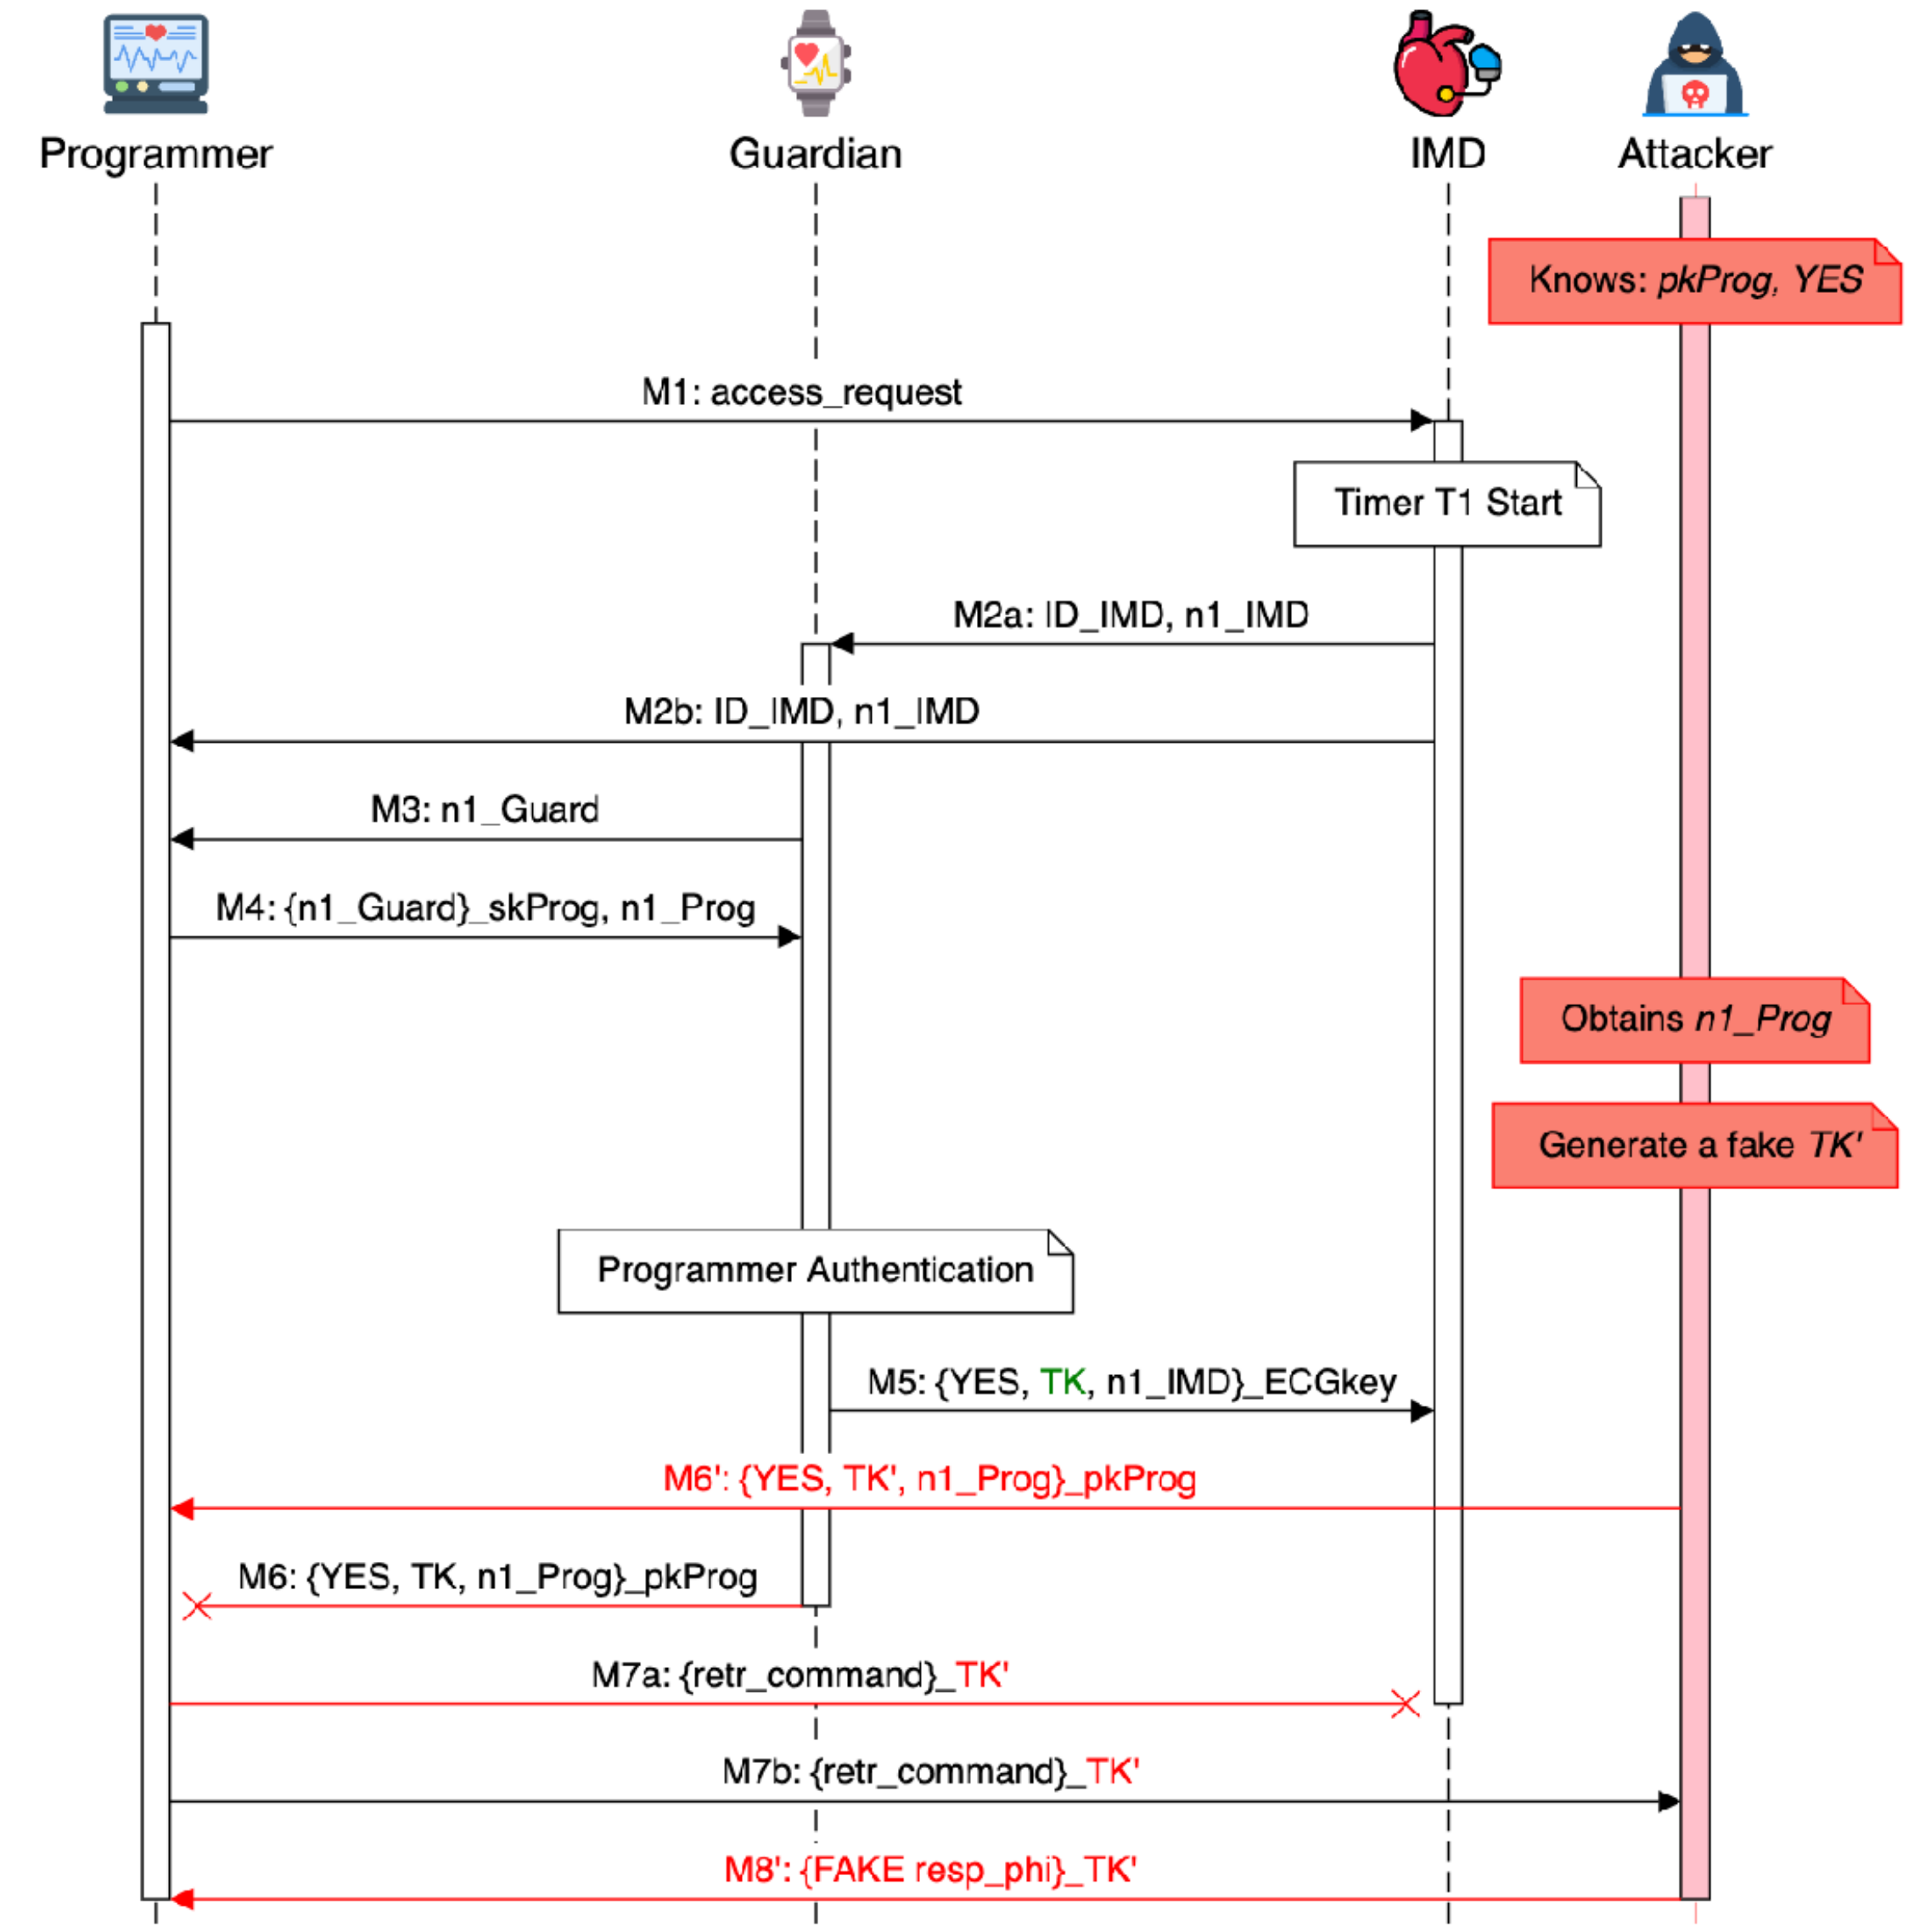 Programmer
Guardian
IMD
Attacker
Knows: pkProg, YES
M1: access_request
Timer T1 Start
M2a: ID_IMD, n1_IMD
M2b: ID_IMD, n1_IMD
M3: n1_Guard
M4: {n1_Guard}_skProg, n1_Prog
Obtains n1_Prog
Generate a fake TK'
Programmer Authentication
M5: {YES, TK, n1_IMD}_ECGkey
M6': {YES, TK', n1_Prog}_pkProg
M6: {YES, TK, n1_Prog}_pkProg
M7a: {retr_command}_TK'
M7b: {retr_command}_TK'
M8': {FAKE resp_phi}_TK'